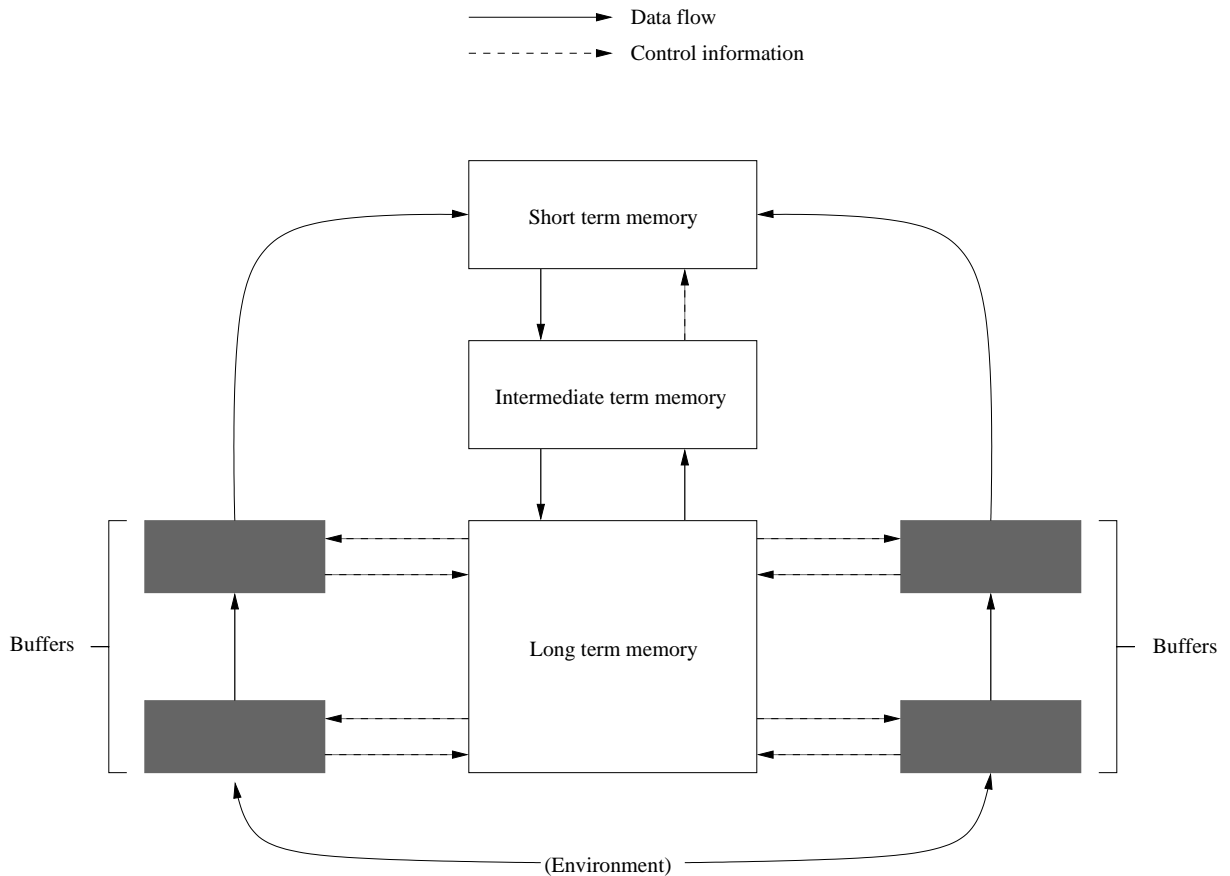 Data flow
Control information
Short term memory
Intermediate term memory
Buffers
Long term memory
Buffers
(Environment)